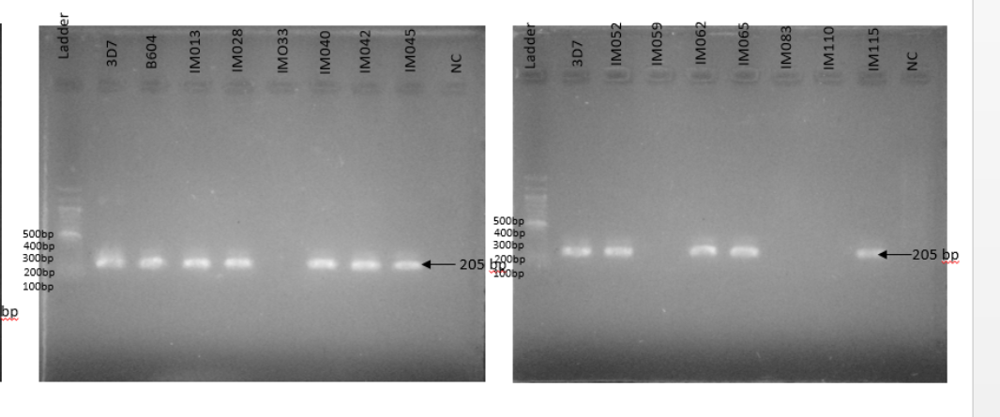 Ladder
3D7
B604
IM013
IM028
IMO33
IM040
IM042
IM045
NC
500bp
400bp
300bp
200bp
100bp
205 bp
bp
Ladder
3D7
IM052
IM059
IM062
IM065
IM083
IM110
IM115
NC
500bp
400bp
300bp
200bp
100bp
205 bp